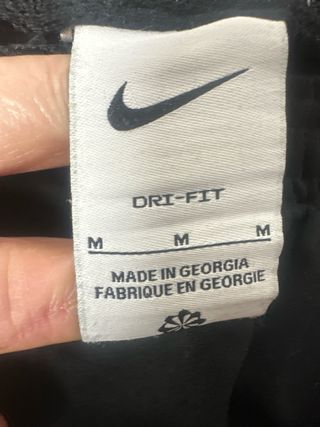 DRI-FIT
M M M
MADE IN GEORGIA
FABRIQUE EN GEORGIE